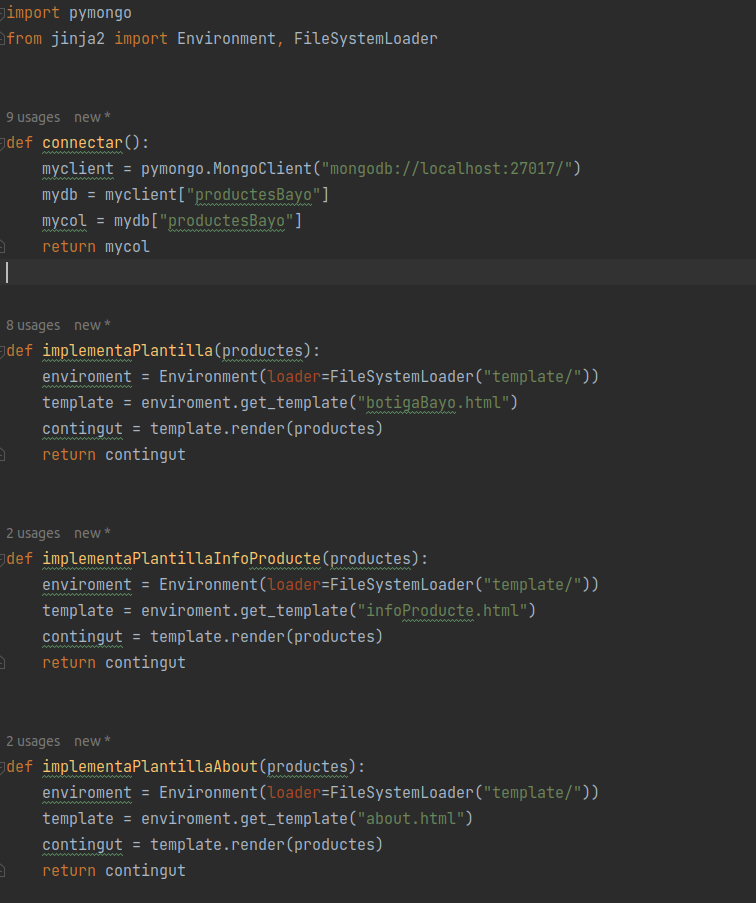 import pymongo
from jinja2 import Environment, FileSystemLoader
9 usages   new *
def connectar():
    myclient = pymongo.MongoClient("mongodb://localhost:27017/")
    mydb = myclient["productesBayo"]
    mycol = mydb["productesBayo"]
    return mycol
8 usages   new *
def implementaPlantilla(productes):
    enviroment = Environment(loader=FileSystemLoader("template/"))
    template = enviroment.get_template("botigaBayo.html")
    contingut = template.render(productes)
    return contingut
2 usages   new *
def implementaPlantillaInfoProducte(productes):
    enviroment = Environment(loader=FileSystemLoader("template/"))
    template = enviroment.get_template("infoProducte.html")
    contingut = template.render(productes)
    return contingut
2 usages   new *
def implementaPlantillaAbout(productes):
    enviroment = Environment(loader=FileSystemLoader("template/"))
    template = enviroment.get_template("about.html")
    contingut = template.render(productes)
    return contingut